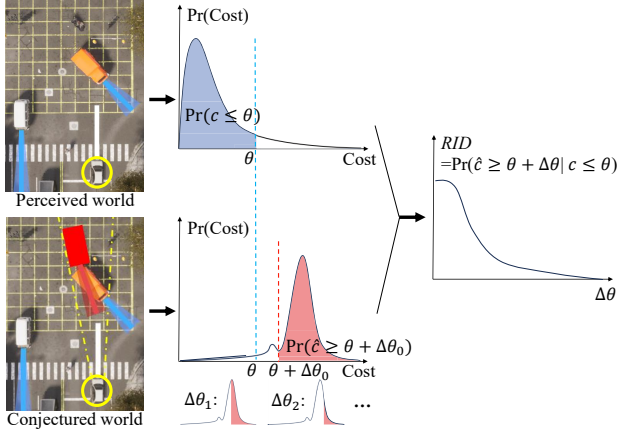 Pr(Cost)
Pr(c ≤ θ)
θ
Cost
Perceived world
RID
=Pr(ĉ ≥ θ + Δθ| c ≤ θ)
Δθ
Pr(Cost)
Pr(ĉ ≥ θ + Δθ₀)
θ
θ + Δθ₀
Cost
Conjectured world
Δθ₁:
Δθ₂:
...